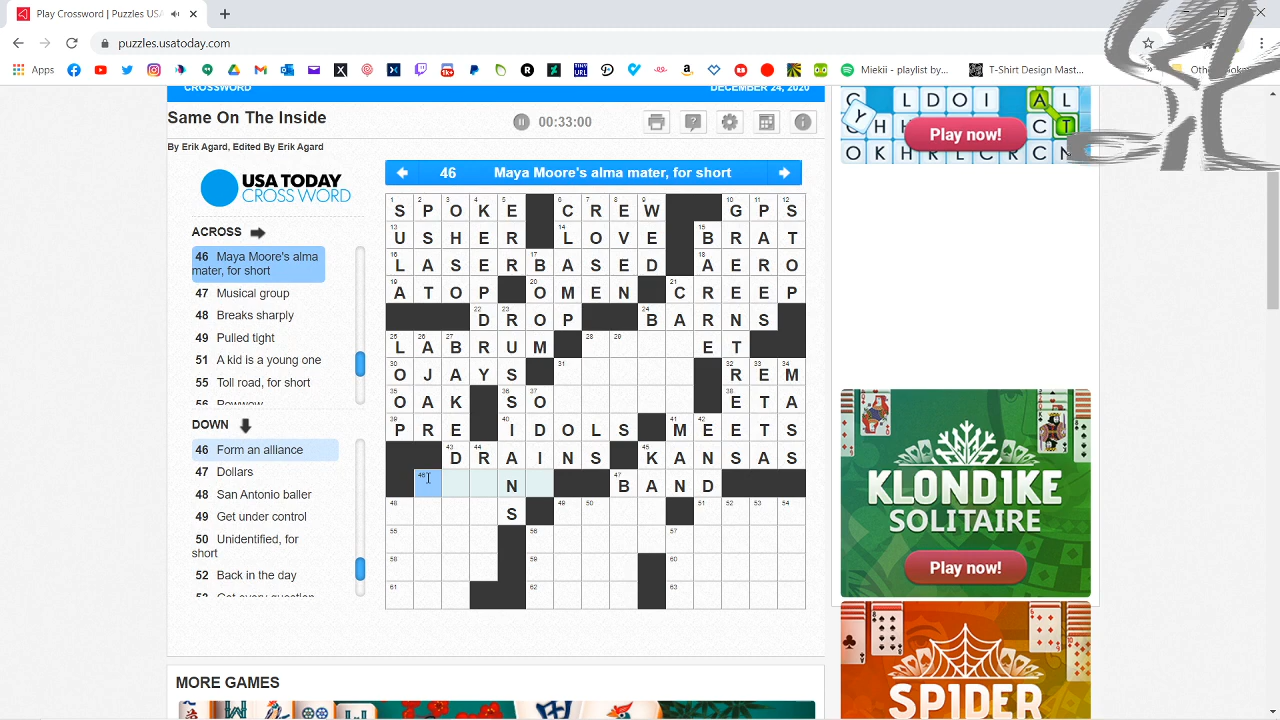 Play Crossword | Puzzles USA
puzzles.usatoday.com
Apps
Miekii - playlist by...
T-Shirt Design Mast...
CROSSWORD
DECEMBER 24, 2020
Same On The Inside
00:33:00
By Erik Agard, Edited By Erik Agard
USA TODAY
CROSSWORD
46 Maya Moore's alma mater, for short
ACROSS
46 Maya Moore's alma
mater, for short
47 Musical group
48 Breaks sharply
49 Pulled tight
51 A kid is a young one
55 Toll road, for short
56 Powwow
DOWN
46 Form an alliance
47 Dollars
48 San Antonio baller
49 Get under control
50 Unidentified, for
short
52 Back in the day
S P O K E C R E W G P S
U S H E R L O V E B R A T
L A S E R B A S E D A E R O
A T O P O M E N C R E E P
D R O P B A R N S
L A B R U M E T
O J A Y S R E M
O A K S O E T A
P R E I D O L S M E E T S
D R A I N S K A N S A S
N B A N D
S
L D O I A L
Y H C T
O K H R L C R C N
Play now!
KLONDIKE
SOLITAIRE
Play now!
SPIDER
SOLITAIRE
MORE GAMES